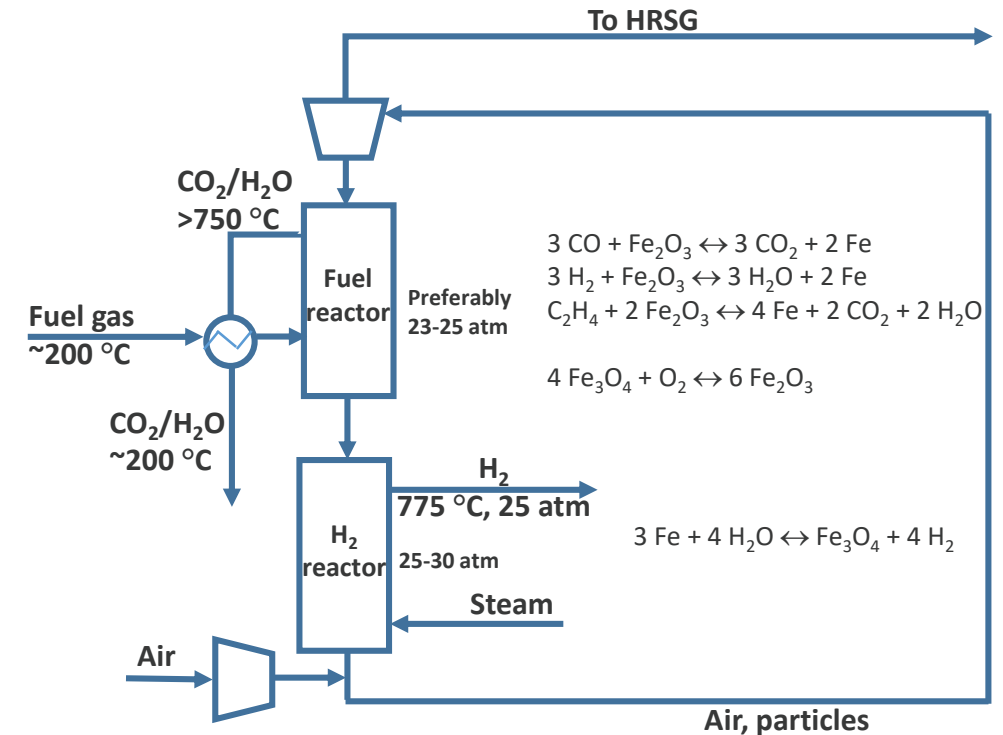 To HRSG
CO₂/H₂O
>750 °C
Fuel
reactor
Preferably
23-25 atm
3 CO + Fe₂O₃ ↔ 3 CO₂ + 2 Fe
3 H₂ + Fe₂O₃ ↔ 3 H₂O + 2 Fe
C₂H₄ + 2 Fe₂O₃ ↔ 4 Fe + 2 CO₂ + 2 H₂O
Fuel gas
~200 °C
4 Fe₃O₄ + O₂ ↔ 6 Fe₂O₃
CO₂/H₂O
~200 °C
H₂
775 °C, 25 atm
H₂
reactor
25-30 atm
3 Fe + 4 H₂O ↔ Fe₃O₄ + 4 H₂
Steam
Air
Air, particles